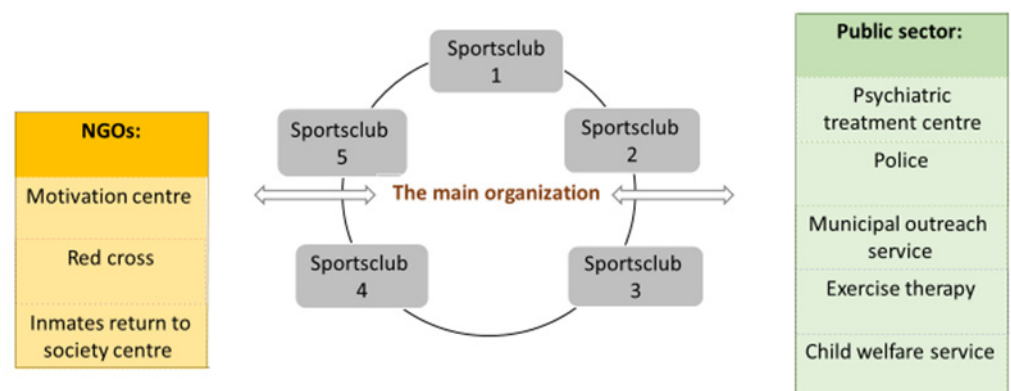 NGOs:
Motivation centre
Red cross
Inmates return to
society centre
Sportsclub
1
Sportsclub
5
Sportsclub
2
The main organization
Sportsclub
4
Sportsclub
3
Public sector:
Psychiatric
treatment centre
Police
Municipal outreach
service
Exercise therapy
Child welfare service